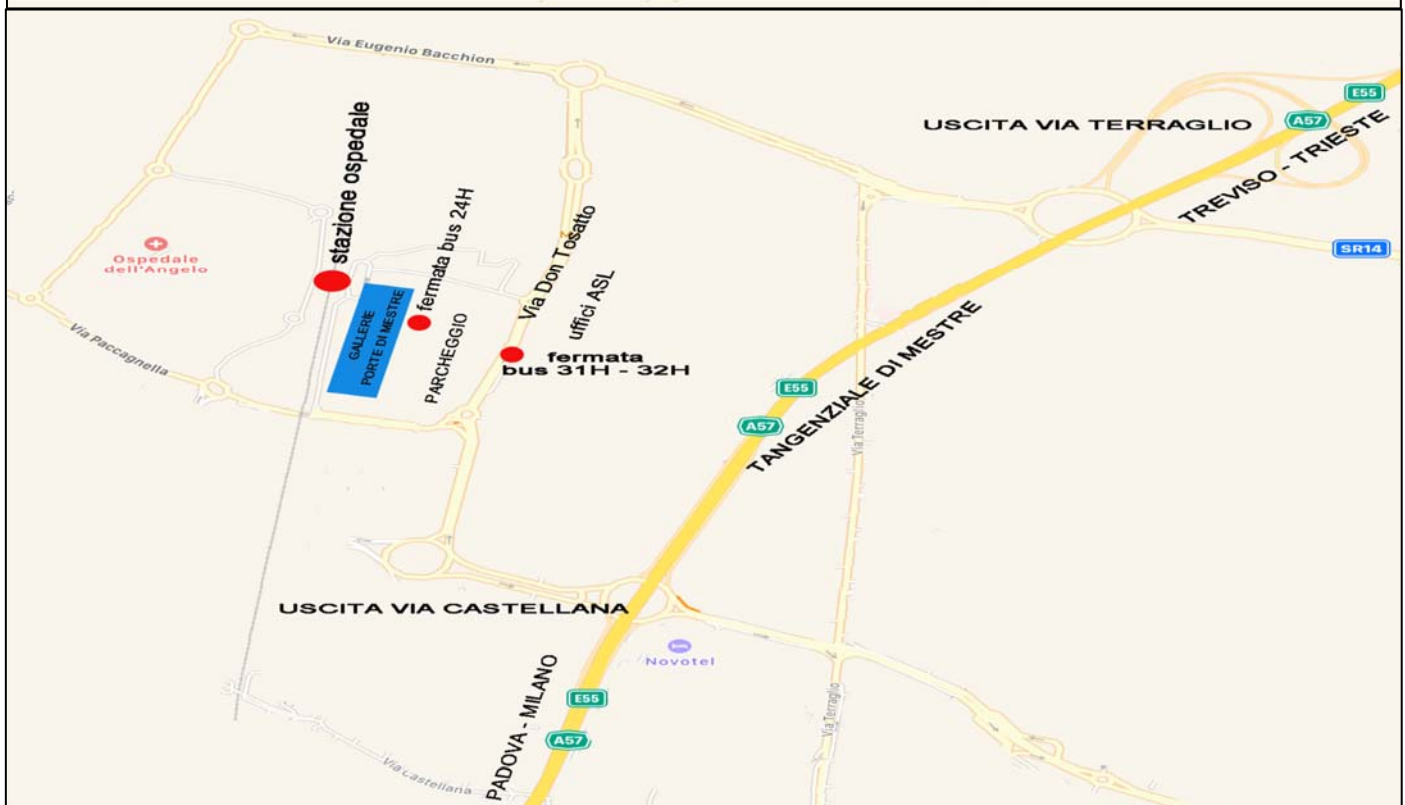 Via Eugenio Bacchion
E55
A57
USCITA VIA TERRAGLIO
TREVISO - TRIESTE
SR14
stazione ospedale
fermata bus 24H
Via Don Tosatto
uffici ASL
Ospedale
dell'Angelo
GALLERIE
PORTE DI MESTRE
PARCHEGGIO
fermata
bus 31H - 32H
Via Paccagnella
TANGENZIALE DI MESTRE
E55
A57
Via Terraglio
USCITA VIA CASTELLANA
Novotel
PADOVA - MILANO
E55
A57
Via Terraglio
Via Castellana